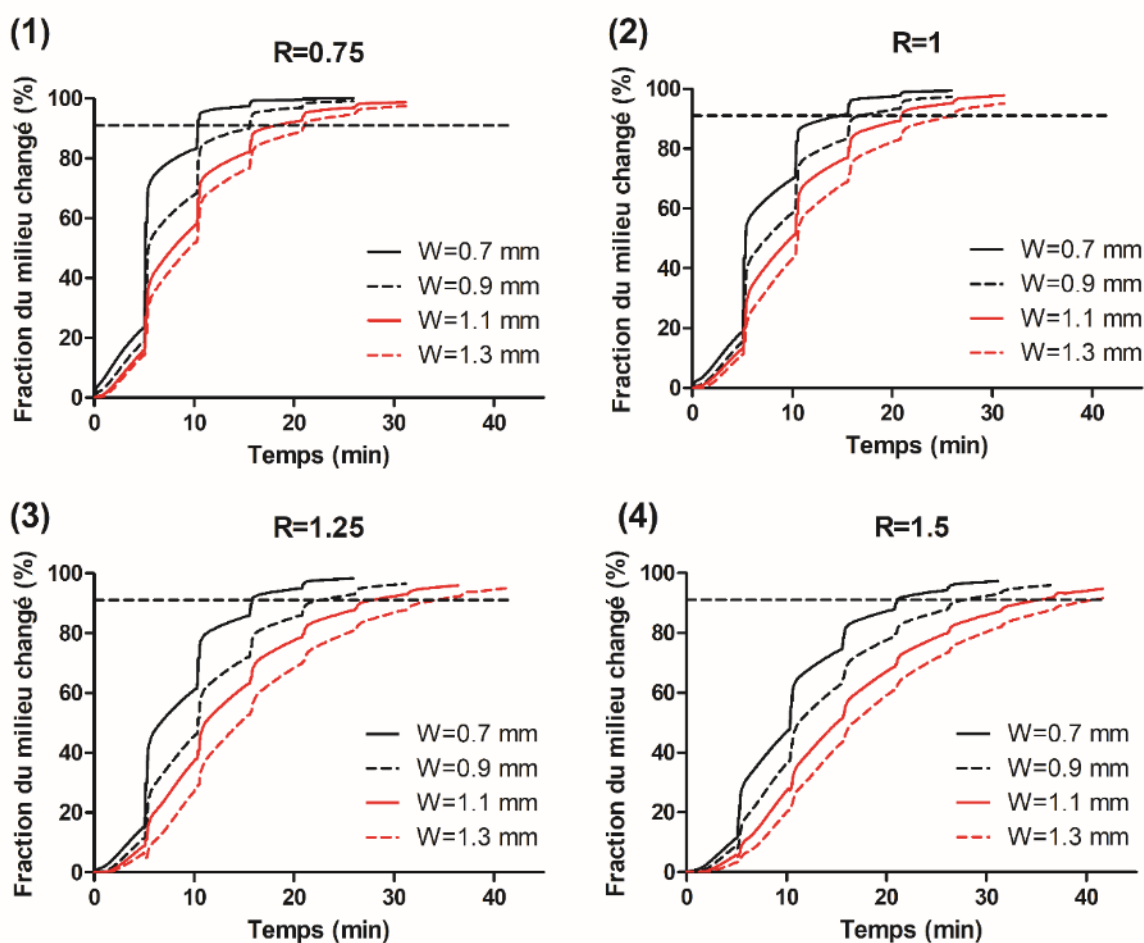 (1)
R=0.75
Fraction du milieu changé (%)
100
80
60
40
20
0
W=0.7 mm
W=0.9 mm
W=1.1 mm
W=1.3 mm
0 10 20 30 40
Temps (min)
(2)
R=1
Fraction du milieu changé (%)
100
80
60
40
20
0
W=0.7 mm
W=0.9 mm
W=1.1 mm
W=1.3 mm
0 10 20 30 40
Temps (min)
(3)
R=1.25
Fraction du milieu changé (%)
100
80
60
40
20
0
W=0.7 mm
W=0.9 mm
W=1.1 mm
W=1.3 mm
0 10 20 30 40
Temps (min)
(4)
R=1.5
Fraction du milieu changé (%)
100
80
60
40
20
0
W=0.7 mm
W=0.9 mm
W=1.1 mm
W=1.3 mm
0 10 20 30 40
Temps (min)